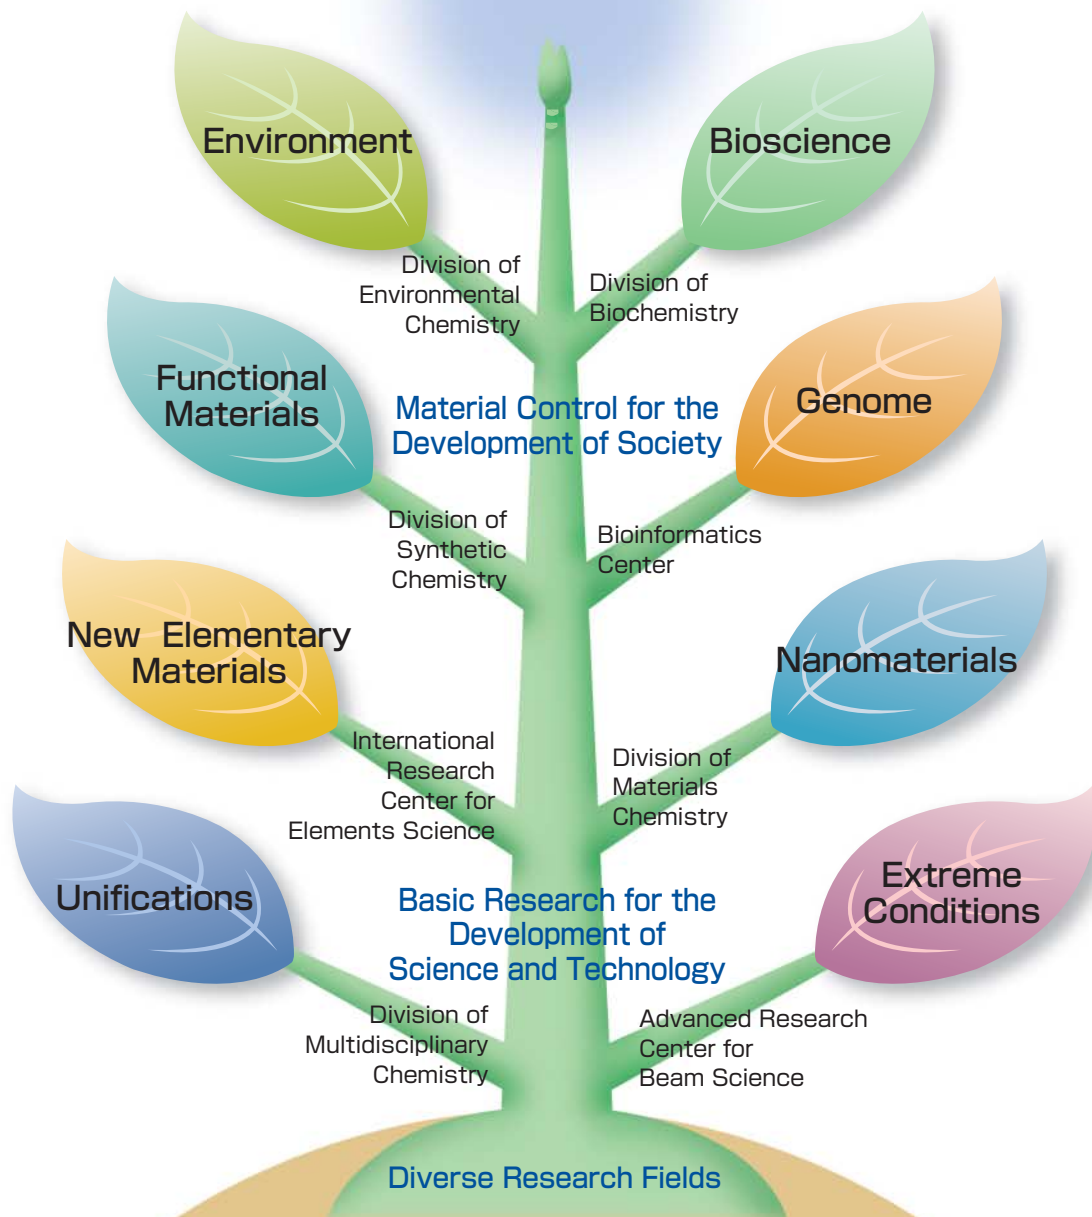 Environment
Bioscience
Division of
Environmental
Chemistry
Division of
Biochemistry
Functional
Materials
Material Control for the
Development of Society
Genome
Division of
Synthetic
Chemistry
Bioinformatics
Center
New Elementary
Materials
Nanomaterials
International
Research
Center for
Elements Science
Division of
Materials
Chemistry
Unifications
Basic Research for the
Development of
Science and Technology
Extreme
Conditions
Division of
Multidisciplinary
Chemistry
Advanced Research
Center for
Beam Science
Diverse Research Fields